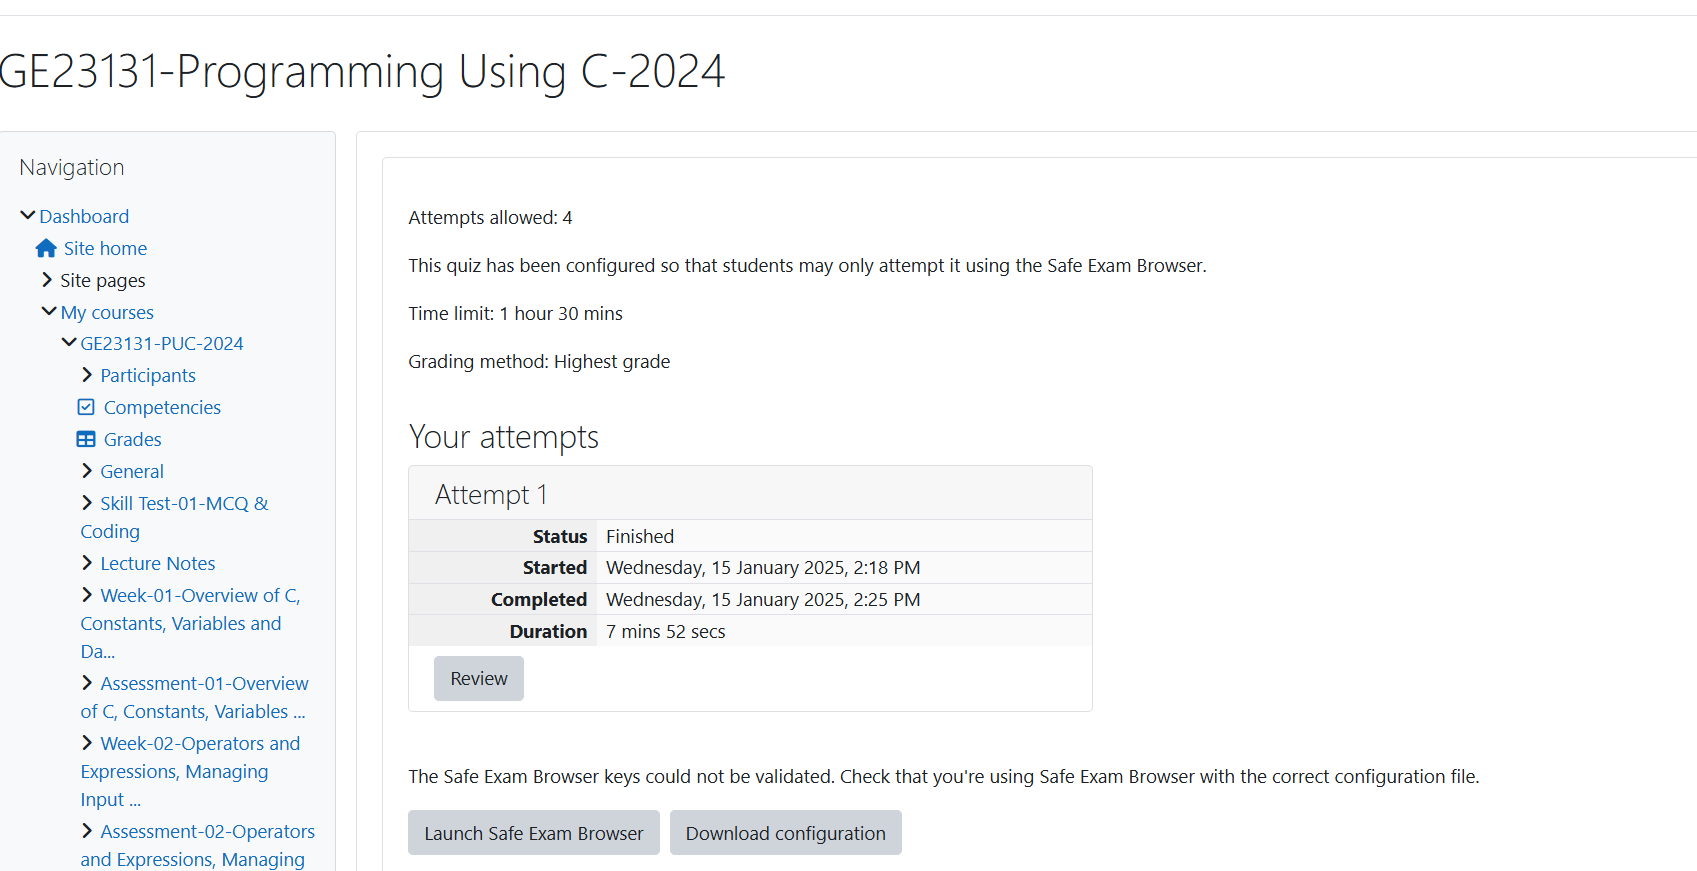 GE23131-Programming Using C-2024
Navigation
Dashboard
Site home
Site pages
My courses
GE23131-PUC-2024
Participants
Competencies
Grades
General
Skill Test-01-MCQ &
Coding
Lecture Notes
Week-01-Overview of C,
Constants, Variables and
Da...
Assessment-01-Overview
of C, Constants, Variables ...
Week-02-Operators and
Expressions, Managing
Input ...
Assessment-02-Operators
and Expressions, Managing
Attempts allowed: 4
This quiz has been configured so that students may only attempt it using the Safe Exam Browser.
Time limit: 1 hour 30 mins
Grading method: Highest grade
Your attempts
Attempt 1
Status Finished
Started Wednesday, 15 January 2025, 2:18 PM
Completed Wednesday, 15 January 2025, 2:25 PM
Duration 7 mins 52 secs
Review
The Safe Exam Browser keys could not be validated. Check that you're using Safe Exam Browser with the correct configuration file.
Launch Safe Exam Browser Download configuration